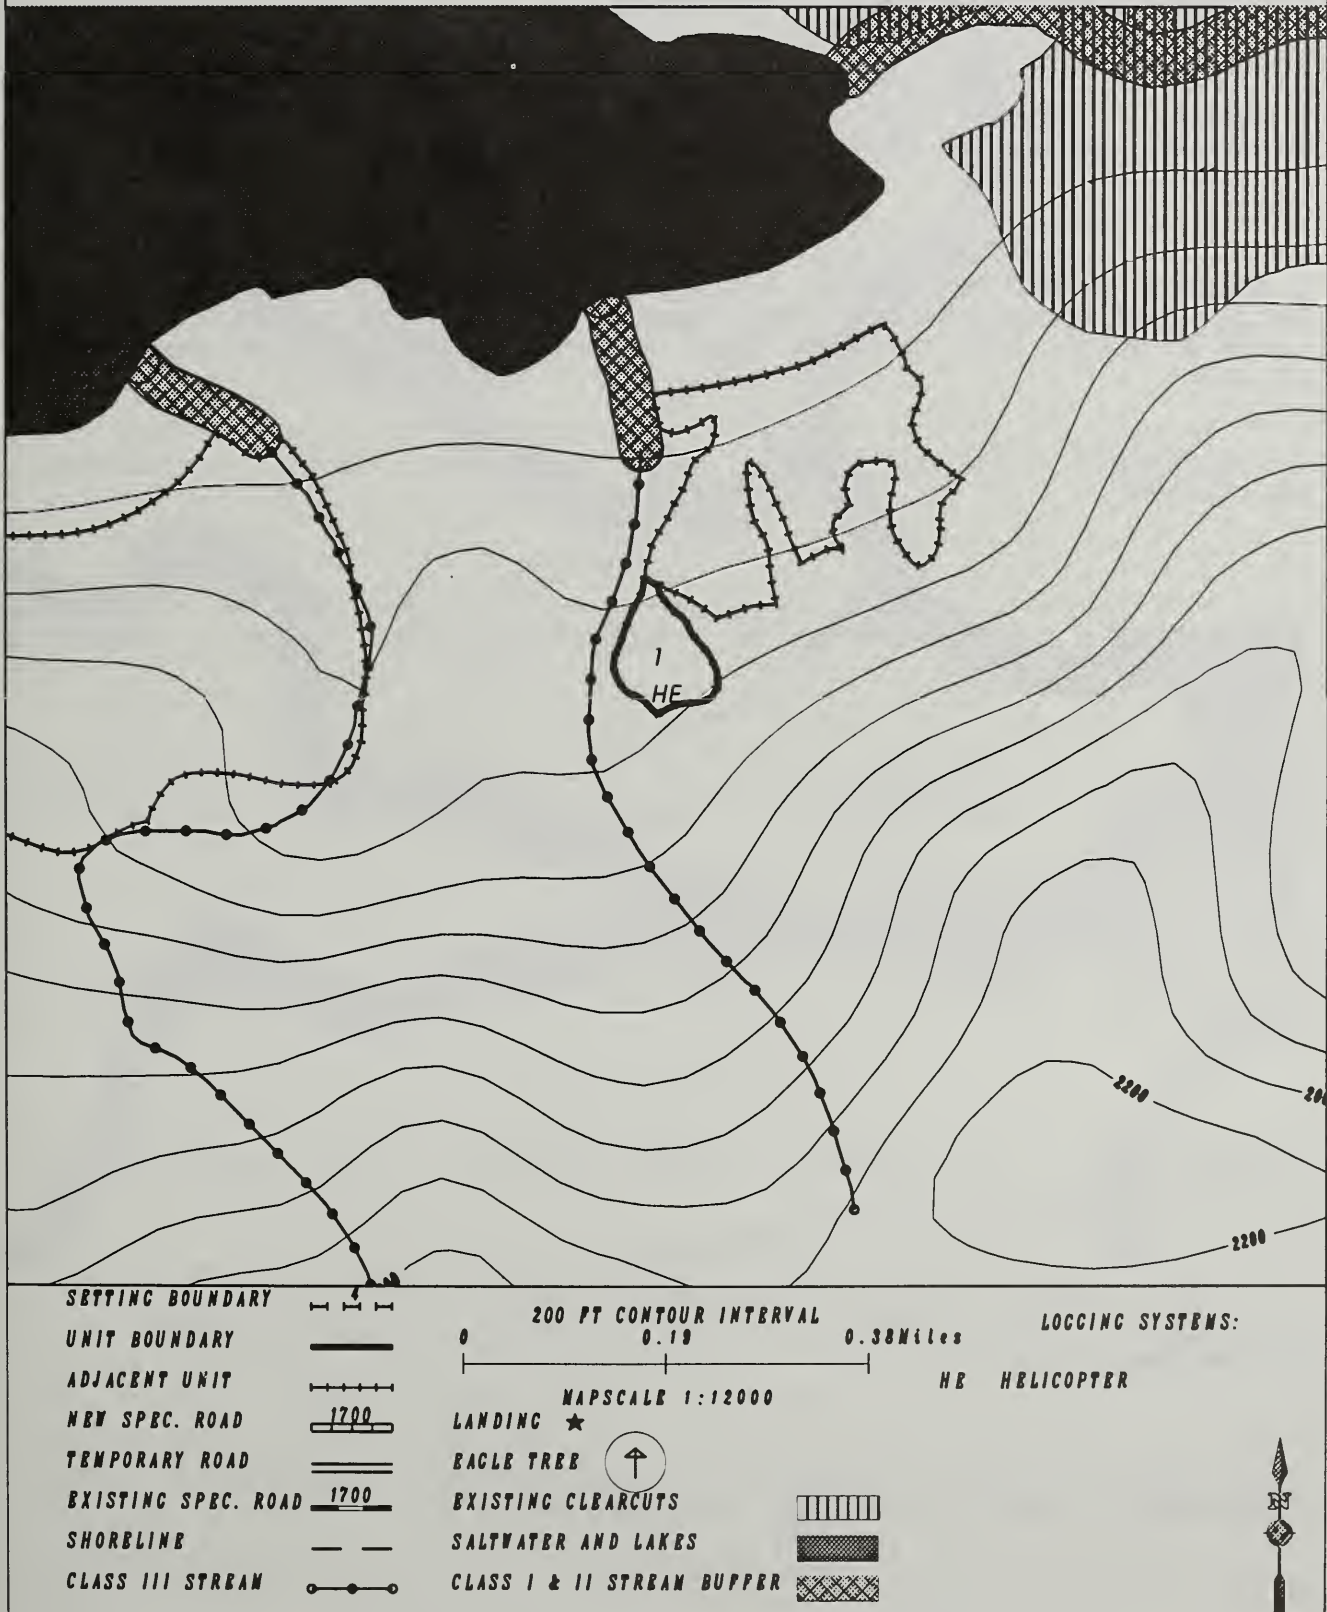 1
HE
2200
200
2200
SETTING BOUNDARY 4
UNIT BOUNDARY
ADJACENT UNIT
NEW SPEC. ROAD 1700
TEMPORARY ROAD
EXISTING SPEC. ROAD 1700
SHORELINE
CLASS III STREAM
200 FT CONTOUR INTERVAL
0 0.19 0.38Miles
MAPSCALE 1:12000
LANDING
EAGLE TREE
EXISTING CLEARCUTS
SALTWATER AND LAKES
CLASS I & II STREAM BUFFER
LOGGING SYSTEMS:
HE HELICOPTER
N